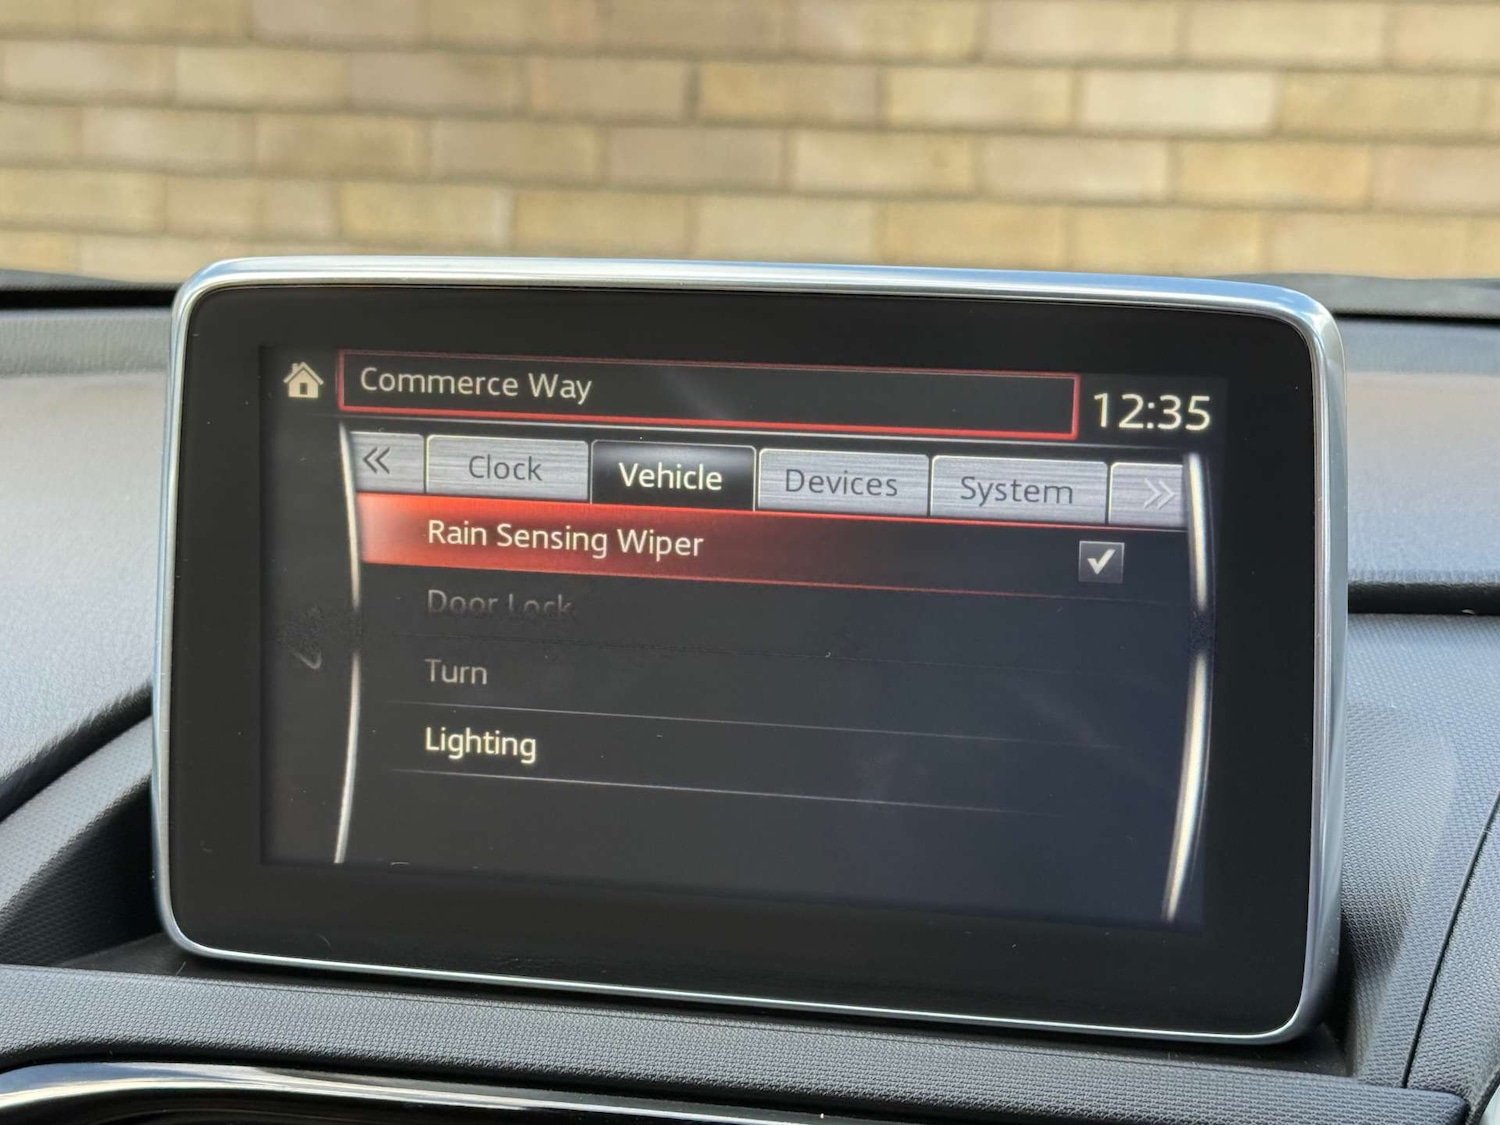 Commerce Way
12:35
« Clock Vehicle Devices System »
Rain Sensing Wiper
Door Lock
Turn
Lighting